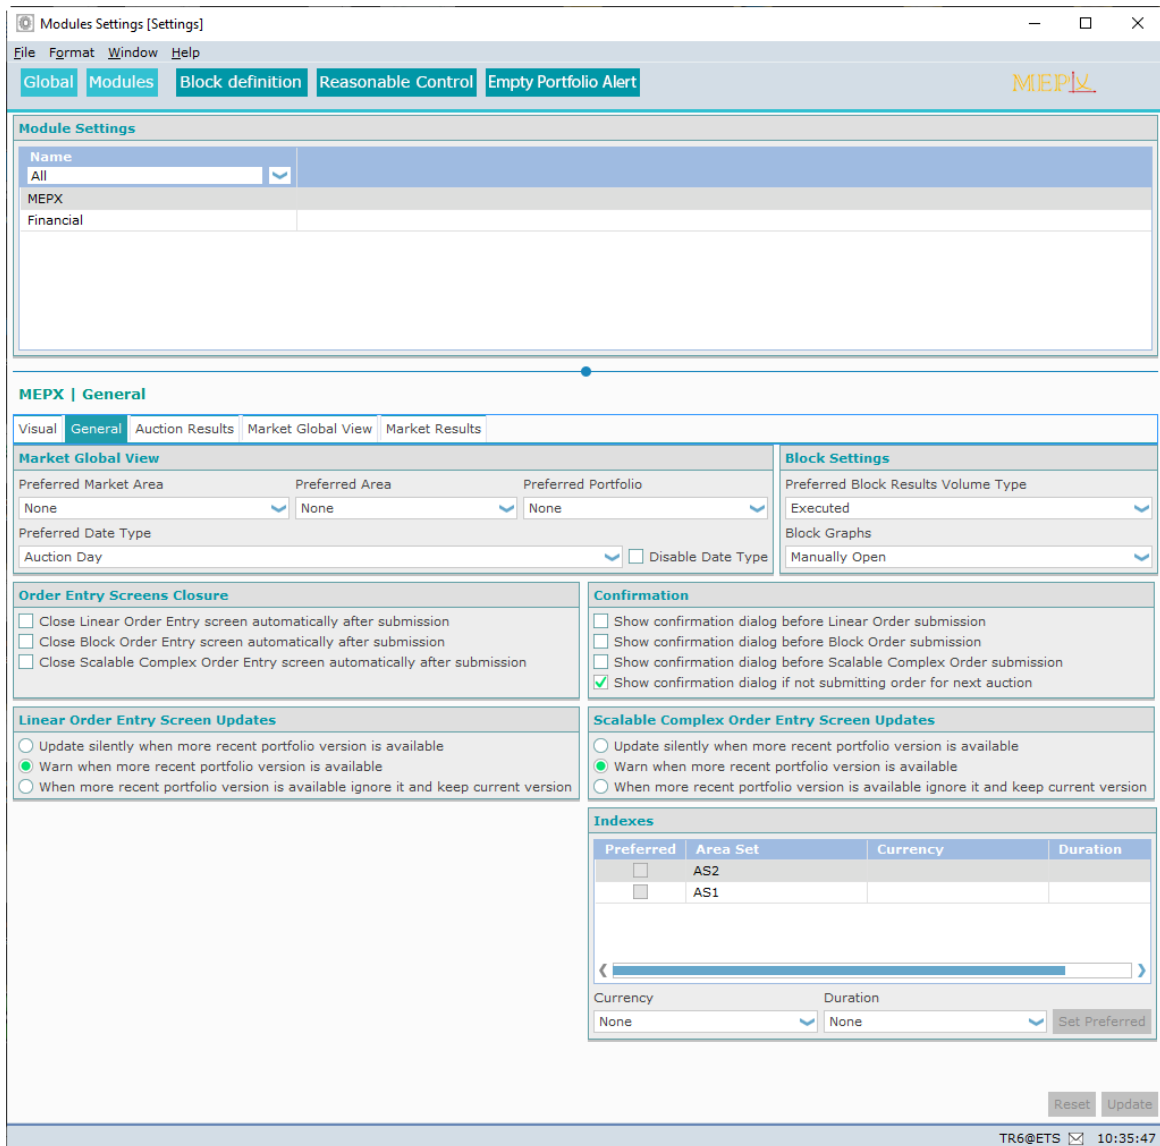 Modules Settings [Settings]
File Format Window Help
Global Modules Block definition Reasonable Control Empty Portfolio Alert
MEPX
Module Settings
Name
All
MEPX
Financial
MEPX | General
Visual General Auction Results Market Global View Market Results
Market Global View
Preferred Market Area Preferred Area Preferred Portfolio
None None None
Preferred Date Type
Auction Day Disable Date Type
Block Settings
Preferred Block Results Volume Type
Executed
Block Graphs
Manually Open
Order Entry Screens Closure
Close Linear Order Entry screen automatically after submission
Close Block Order Entry screen automatically after submission
Close Scalable Complex Order Entry screen automatically after submission
Confirmation
Show confirmation dialog before Linear Order submission
Show confirmation dialog before Block Order submission
Show confirmation dialog before Scalable Complex Order submission
Show confirmation dialog if not submitting order for next auction
Linear Order Entry Screen Updates
Update silently when more recent portfolio version is available
Warn when more recent portfolio version is available
When more recent portfolio version is available ignore it and keep current version
Scalable Complex Order Entry Screen Updates
Update silently when more recent portfolio version is available
Warn when more recent portfolio version is available
When more recent portfolio version is available ignore it and keep current version
Indexes
Preferred Area Set Currency Duration
AS2
AS1
Currency Duration
None None Set Preferred
Reset Update
TR6@ETS 10:35:47